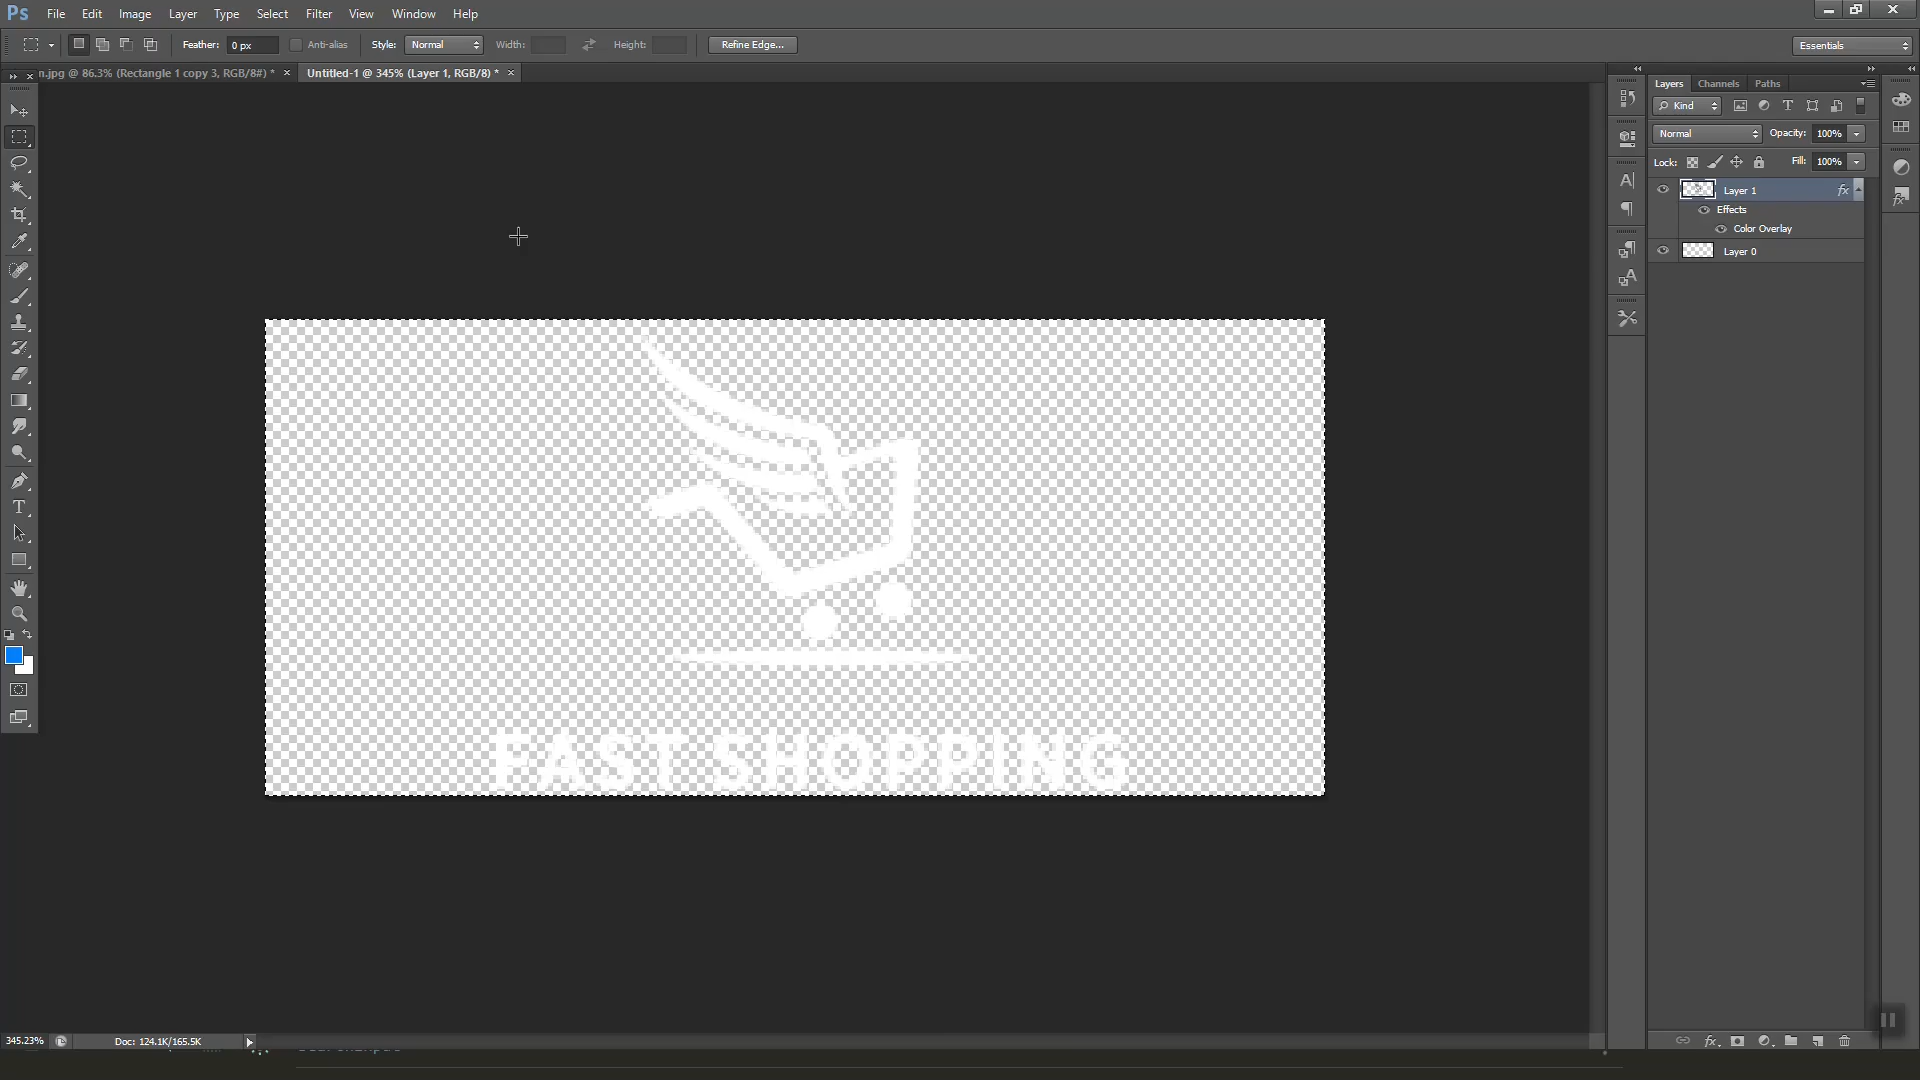 Ps File Edit Image Layer Type Select Filter View Window Help
Feather: 0 px Anti-alias Style: Normal Width: Height: Refine Edge... Essentials
n.jpg @ 86.3% (Rectangle 1 copy 3, RGB/8#) * × Untitled-1 @ 345% (Layer 1, RGB/8) * ×
Layers Channels Paths
Kind
Normal Opacity: 100%
Lock: Fill: 100%
Layer 1 fx
Effects
Color Overlay
Layer 0
FAST SHOPPING
345.23% Doc: 124.1K/165.5K